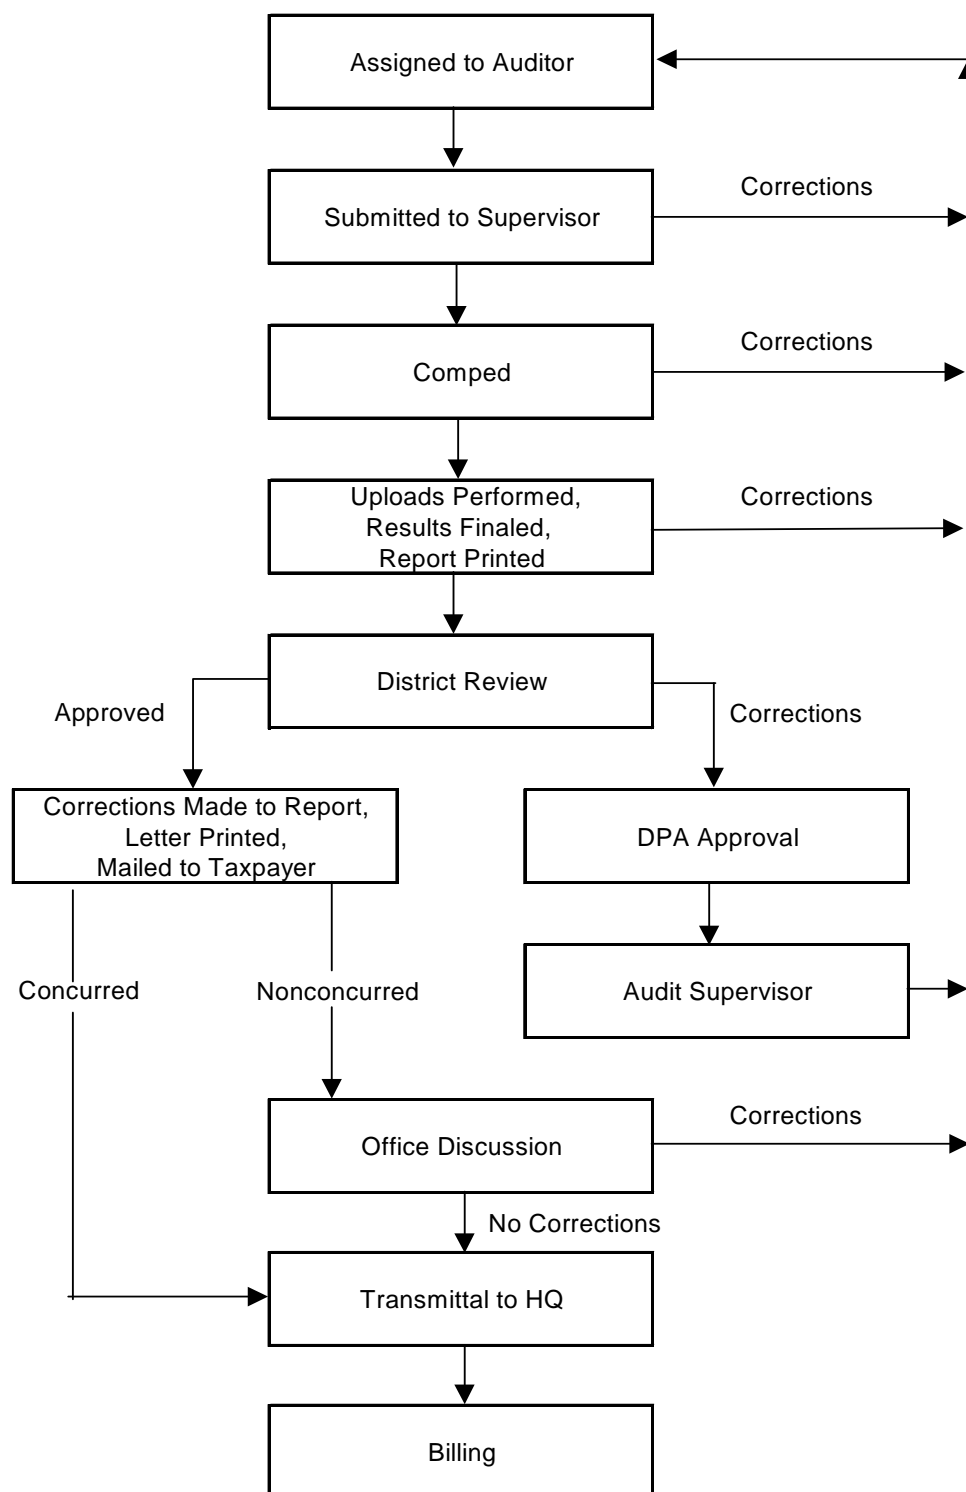 Assigned to Auditor
Corrections
Submitted to Supervisor
Corrections
Comped
Corrections
Uploads Performed,
Results Finaled,
Report Printed
District Review
Approved
Corrections
Corrections Made to Report,
Letter Printed,
Mailed to Taxpayer
DPA Approval
Concurred
Nonconcurred
Audit Supervisor
Corrections
Office Discussion
No Corrections
Transmittal to HQ
Billing